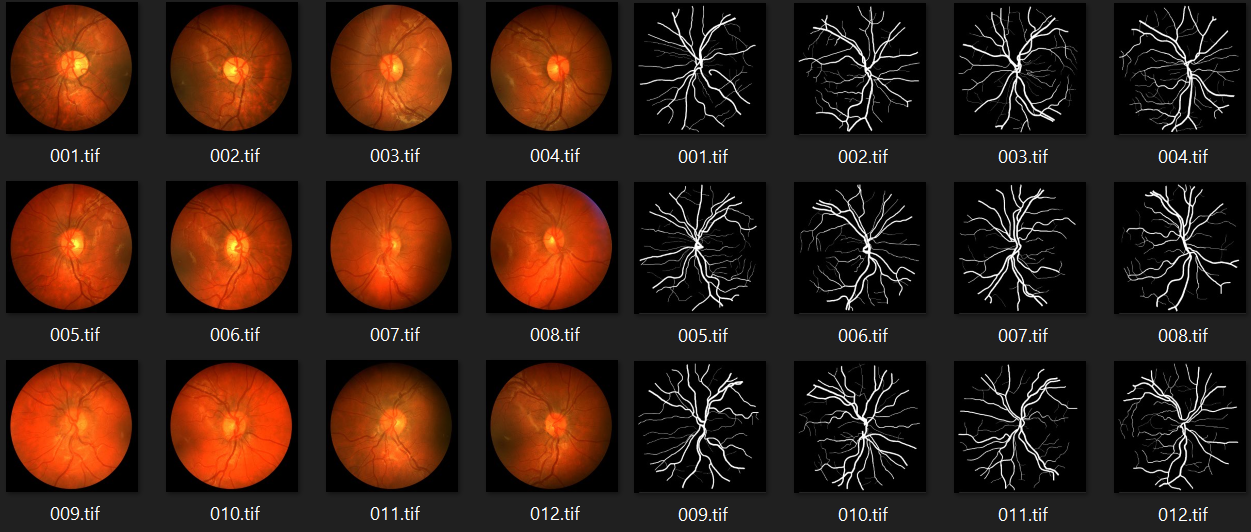 001.tif 002.tif 003.tif 004.tif 001.tif 002.tif 003.tif 004.tif
005.tif 006.tif 007.tif 008.tif 005.tif 006.tif 007.tif 008.tif
009.tif 010.tif 011.tif 012.tif 009.tif 010.tif 011.tif 012.tif